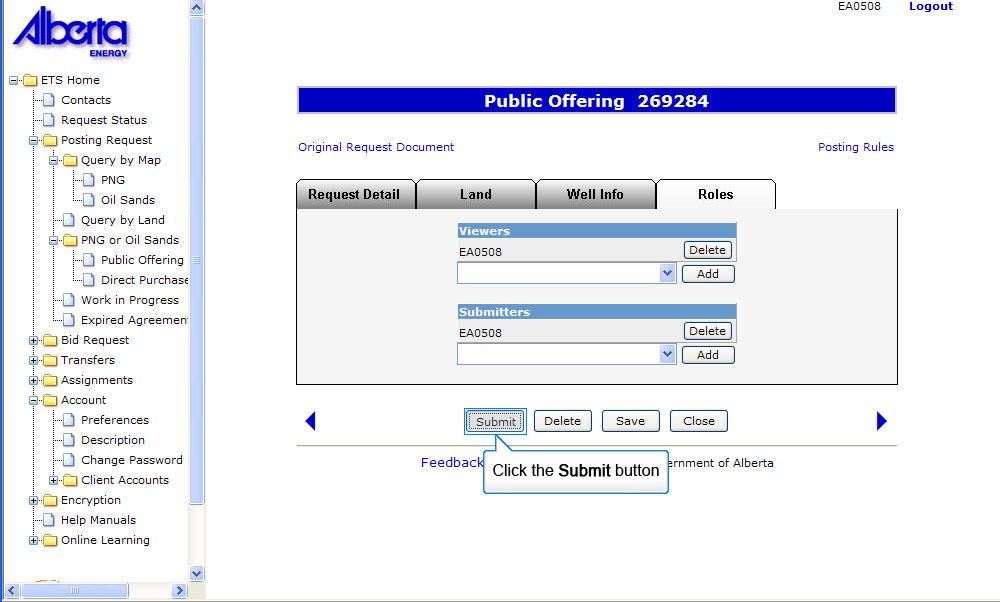 EA0508 Logout
Alberta
ENERGY
ETS Home
Contacts
Request Status
Posting Request
Query by Map
PNG
Oil Sands
Query by Land
PNG or Oil Sands
Public Offering
Direct Purchase
Work in Progress
Expired Agreemen
Bid Request
Transfers
Assignments
Account
Preferences
Description
Change Password
Client Accounts
Encryption
Help Manuals
Online Learning
Public Offering 269284
Original Request Document Posting Rules
Request Detail Land Well Info Roles
Viewers
EA0508 Delete
Add
Submitters
EA0508 Delete
Add
Submit Delete Save Close
Feedback ernment of Alberta
Click the Submit button